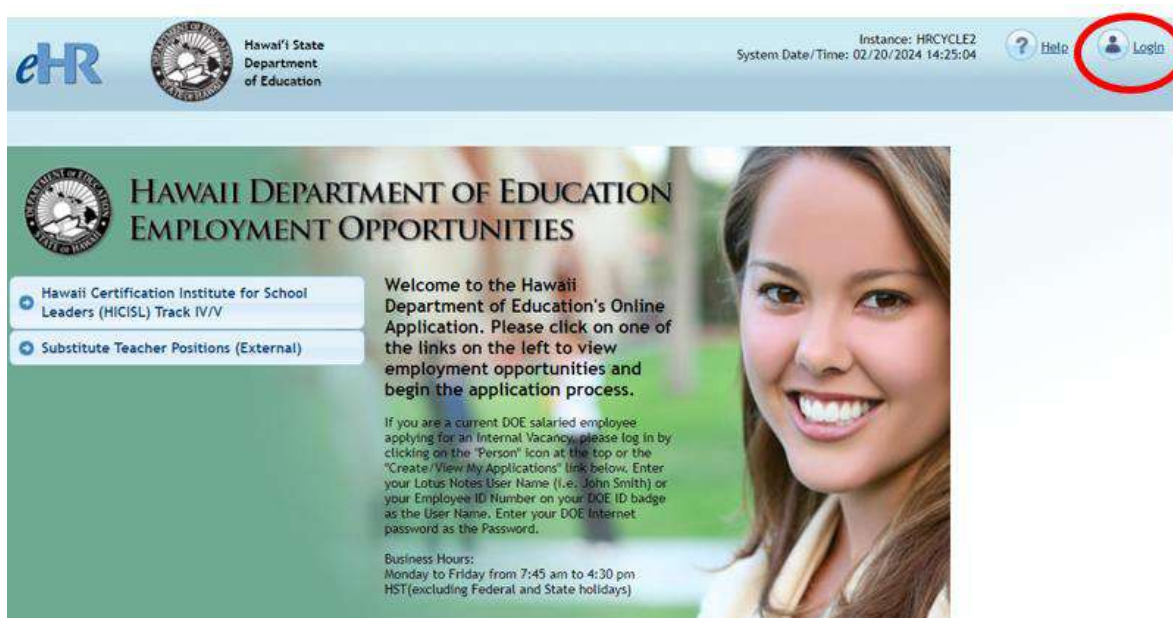 eHR
Hawai'i State
Department
of Education
Instance: HRCYCLE2
System Date/Time: 02/20/2024 14:25:04
Help
Login
HAWAII DEPARTMENT OF EDUCATION
EMPLOYMENT OPPORTUNITIES
Hawaii Certification Institute for School
Leaders (HICISL) Track IV/V
Substitute Teacher Positions (External)
Welcome to the Hawaii
Department of Education's Online
Application. Please click on one of
the links on the left to view
employment opportunities and
begin the application process.
If you are a current DOE salaried employee
applying for an Internal Vacancy, please log in by
clicking on the "Person" icon at the top or the
"Create/View My Applications" link below. Enter
your Lotus Notes User Name (i.e. John Smith) or
your Employee ID Number on your DOE ID badge
as the User Name. Enter your DOE Internet
password as the Password.
Business Hours:
Monday to Friday from 7:45 am to 4:30 pm
HST(excluding Federal and State holidays)